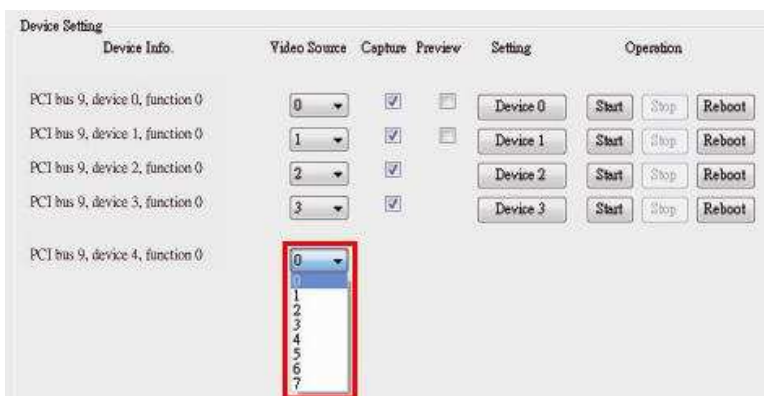 Device Setting
Device Info. Video Source Capture Preview Setting Operation
PCI bus 9, device 0, function 0 0 Device 0 Start Stop Reboot
PCI bus 9, device 1, function 0 1 Device 1 Start Stop Reboot
PCI bus 9, device 2, function 0 2 Device 2 Start Stop Reboot
PCI bus 9, device 3, function 0 3 Device 3 Start Stop Reboot
PCI bus 9, device 4, function 0 0
0
1
2
3
4
5
6
7